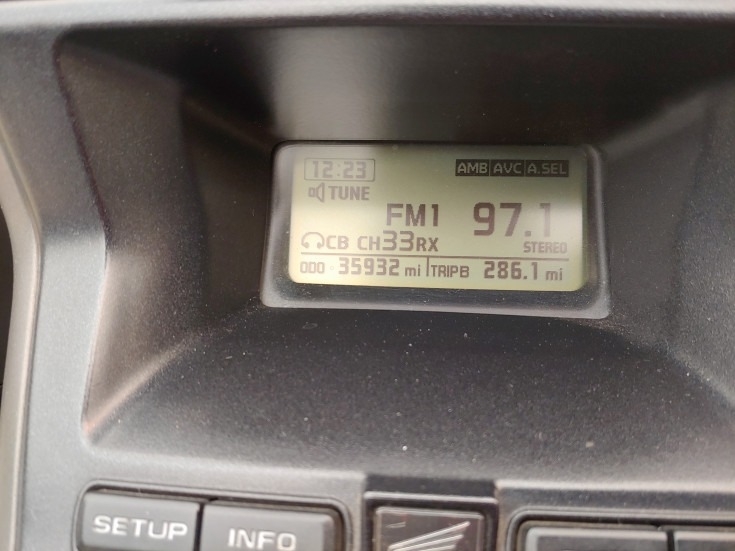 12:23 AMB AVC A.SEL
TUNE
FM1 97.1
CB CH33RX STEREO
ODO 35932 mi TRIPB 286.1 mi
SETUP INFO